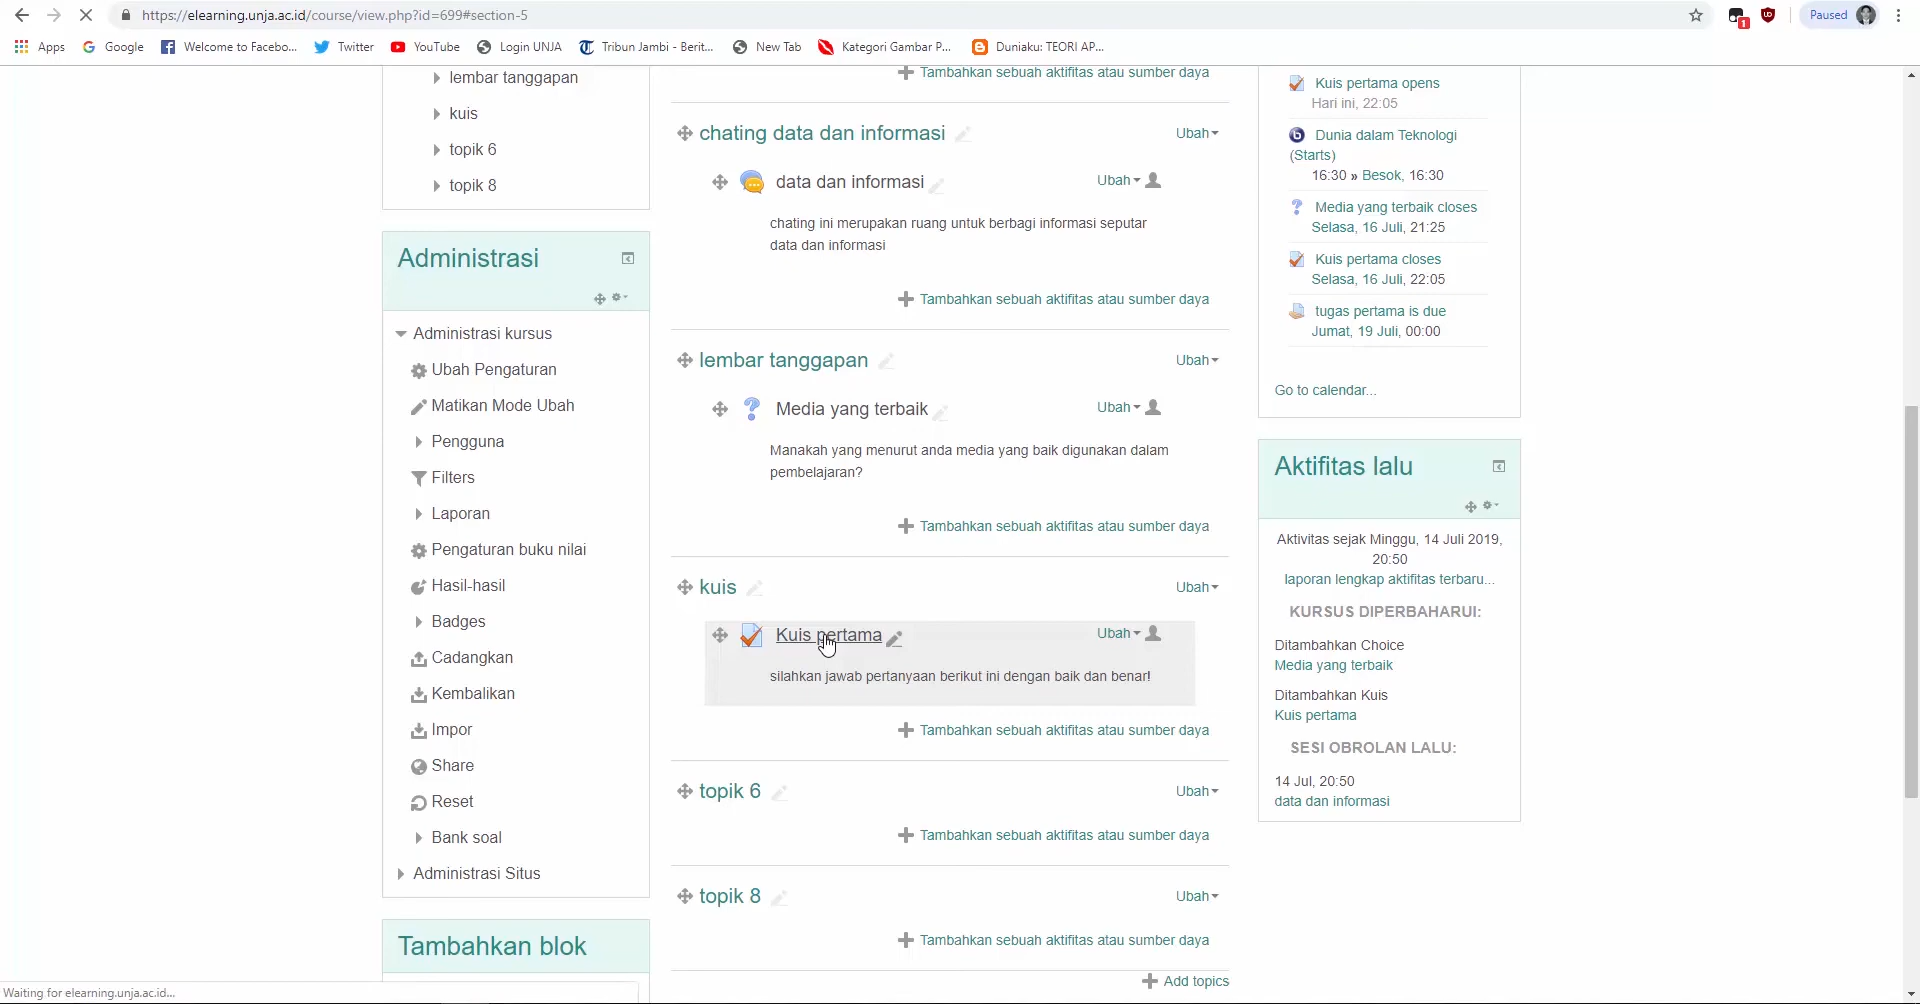 https://elearning.unja.ac.id/course/view.php?id=699#section-5
1
Paused
Apps
Google
Welcome to Facebo...
Twitter
YouTube
Login UNJA
Tribun Jambi - Berit...
New Tab
Kategori Gambar P...
Duniaku: TEORI AP...
lembar tanggapan
kuis
topik 6
topik 8
Administrasi
Administrasi kursus
Ubah Pengaturan
Matikan Mode Ubah
Pengguna
Filters
Laporan
Pengaturan buku nilai
Hasil-hasil
Badges
Cadangkan
Kembalikan
Impor
Share
Reset
Bank soal
Administrasi Situs
Tambahkan blok
Tambahkan sebuah aktifitas atau sumber daya
chating data dan informasi
Ubah
data dan informasi
Ubah
chating ini merupakan ruang untuk berbagi informasi seputar
data dan informasi
Tambahkan sebuah aktifitas atau sumber daya
lembar tanggapan
Ubah
Media yang terbaik
Ubah
Manakah yang menurut anda media yang baik digunakan dalam
pembelajaran?
Tambahkan sebuah aktifitas atau sumber daya
kuis
Ubah
Kuis pertama
Ubah
silahkan jawab pertanyaan berikut ini dengan baik dan benar!
Tambahkan sebuah aktifitas atau sumber daya
topik 6
Ubah
Tambahkan sebuah aktifitas atau sumber daya
topik 8
Ubah
Tambahkan sebuah aktifitas atau sumber daya
Add topics
Kuis pertama opens
Hari ini, 22:05
Dunia dalam Teknologi
(Starts)
16:30 » Besok, 16:30
Media yang terbaik closes
Selasa, 16 Juli, 21:25
Kuis pertama closes
Selasa, 16 Juli, 22:05
tugas pertama is due
Jumat, 19 Juli, 00:00
Go to calendar...
Aktifitas lalu
Aktivitas sejak Minggu, 14 Juli 2019,
20:50
laporan lengkap aktifitas terbaru...
KURSUS DIPERBAHARUI:
Ditambahkan Choice
Media yang terbaik
Ditambahkan Kuis
Kuis pertama
SESI OBROLAN LALU:
14 Jul, 20:50
data dan informasi
Waiting for elearning.unja.ac.id...